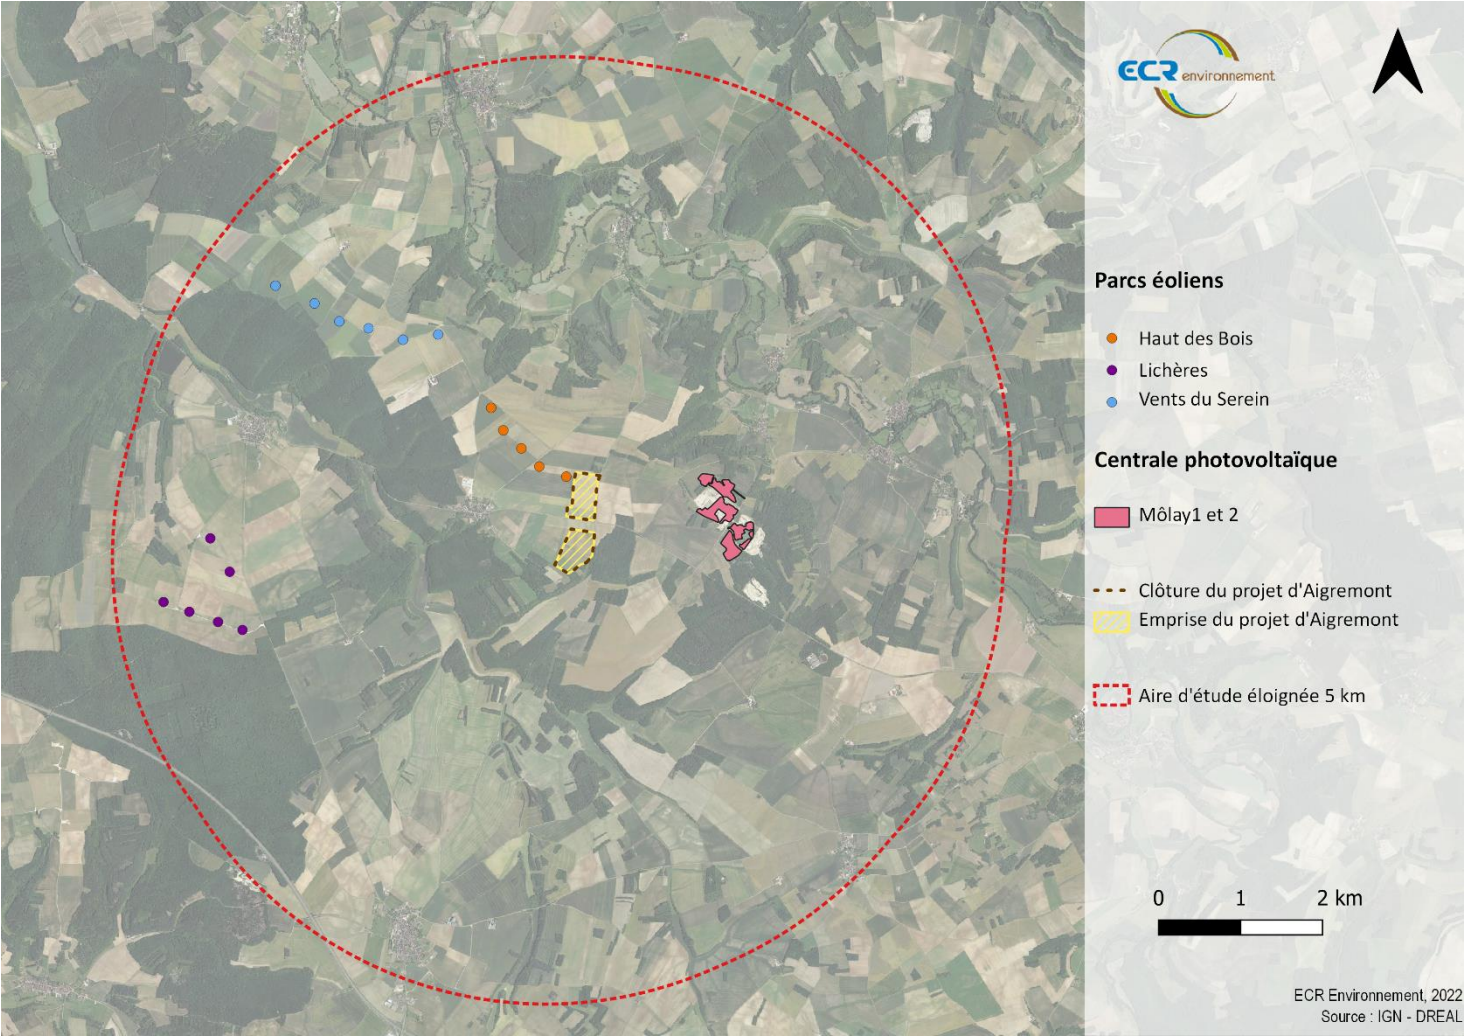 ECR environnement
Parcs éoliens
Haut des Bois
Lichères
Vents du Serein
Centrale photovoltaïque
Môlay1 et 2
Clôture du projet d'Aigremont
Emprise du projet d'Aigremont
Aire d'étude éloignée 5 km
0 1 2 km
ECR Environnement, 2022
Source : IGN - DREAL